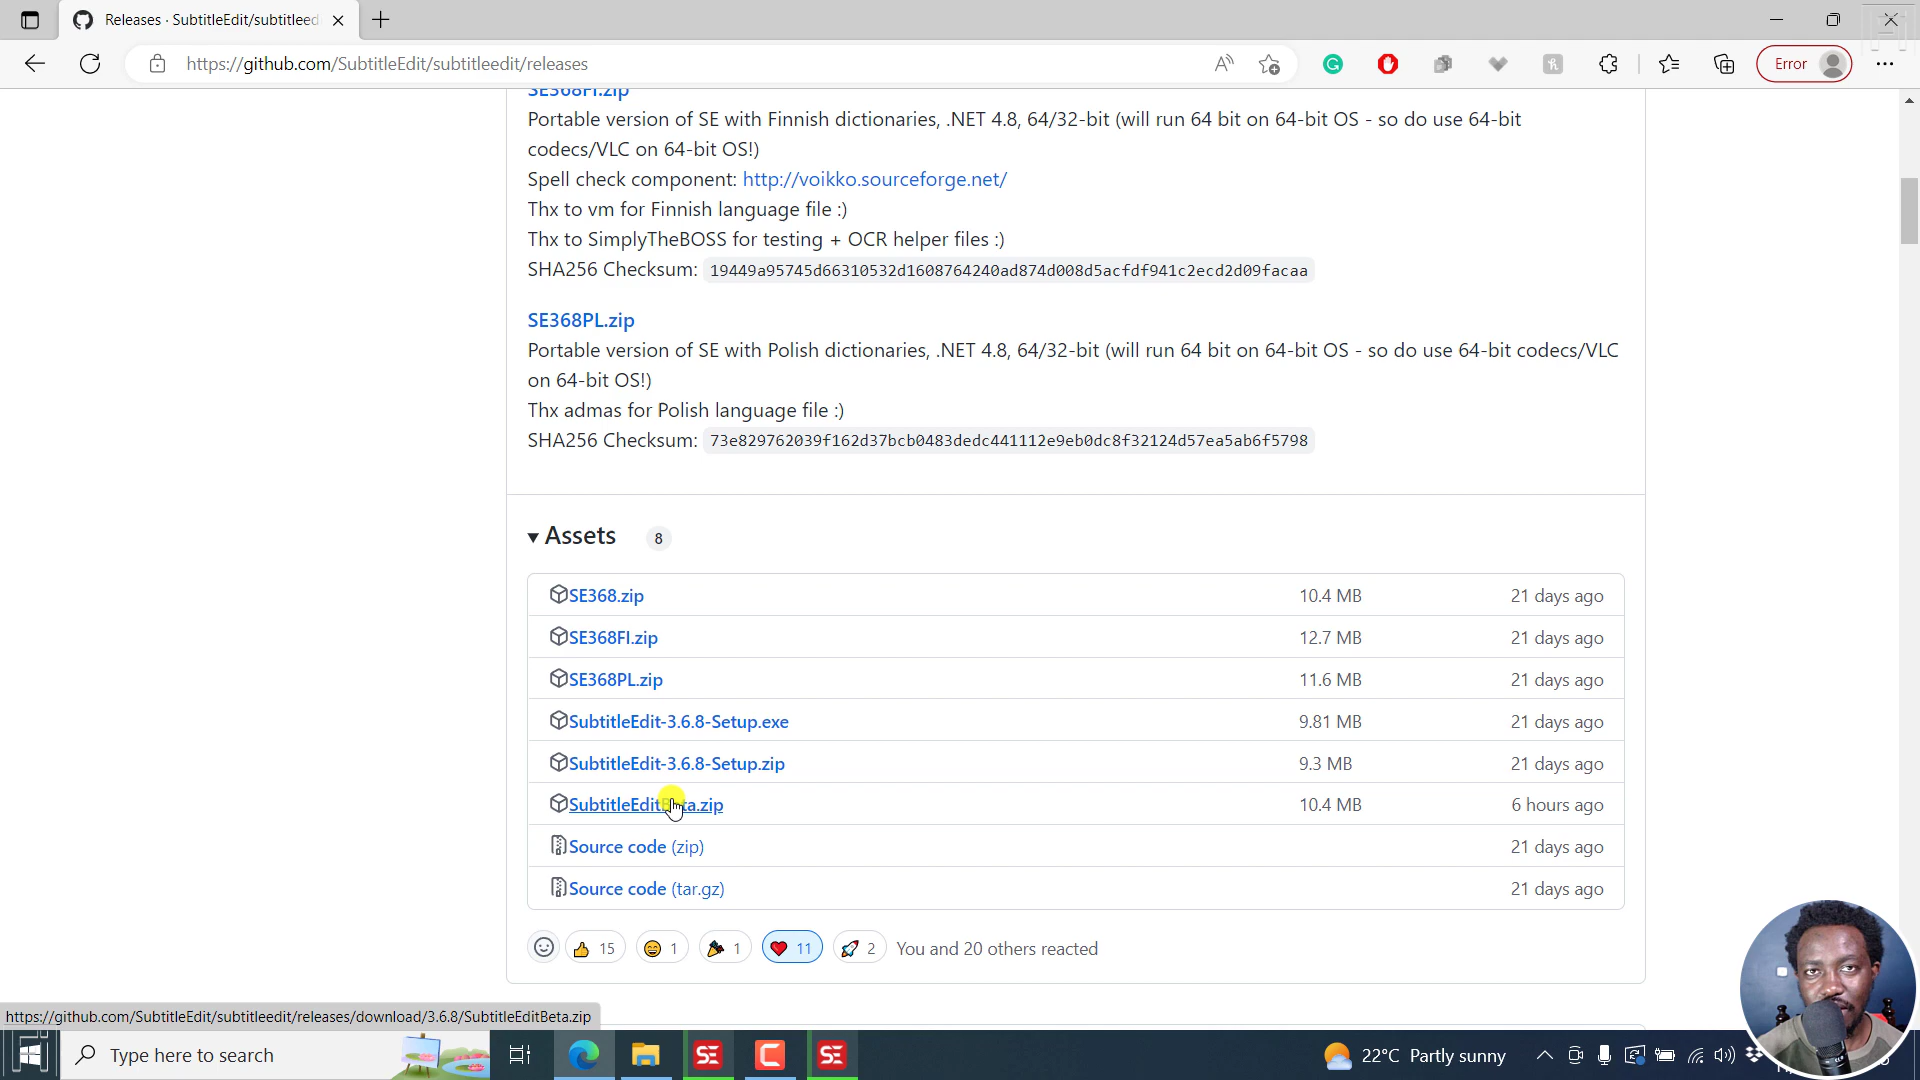 Releases · SubtitleEdit/subtitleed
https://github.com/SubtitleEdit/subtitleedit/releases
Error
SE368FI.zip
Portable version of SE with Finnish dictionaries, .NET 4.8, 64/32-bit (will run 64 bit on 64-bit OS - so do use 64-bit
codecs/VLC on 64-bit OS!)
Spell check component: http://voikko.sourceforge.net/
Thx to vm for Finnish language file :)
Thx to SimplyTheBOSS for testing + OCR helper files :)
SHA256 Checksum: 19449a95745d66310532d1608764240ad874d008d5acfdf941c2ecd2d09facaa
SE368PL.zip
Portable version of SE with Polish dictionaries, .NET 4.8, 64/32-bit (will run 64 bit on 64-bit OS - so do use 64-bit codecs/VLC
on 64-bit OS!)
Thx admas for Polish language file :)
SHA256 Checksum: 73e829762039f162d37bcb0483dedc441112e9eb0dc8f32124d57ea5ab6f5798
Assets 8
SE368.zip 10.4 MB 21 days ago
SE368FI.zip 12.7 MB 21 days ago
SE368PL.zip 11.6 MB 21 days ago
SubtitleEdit-3.6.8-Setup.exe 9.81 MB 21 days ago
SubtitleEdit-3.6.8-Setup.zip 9.3 MB 21 days ago
SubtitleEditBeta.zip 10.4 MB 6 hours ago
Source code (zip) 21 days ago
Source code (tar.gz) 21 days ago
15 1 1 11 2 You and 20 others reacted
https://github.com/SubtitleEdit/subtitleedit/releases/download/3.6.8/SubtitleEditBeta.zip
Type here to search
SE
SE
22°C Partly sunny